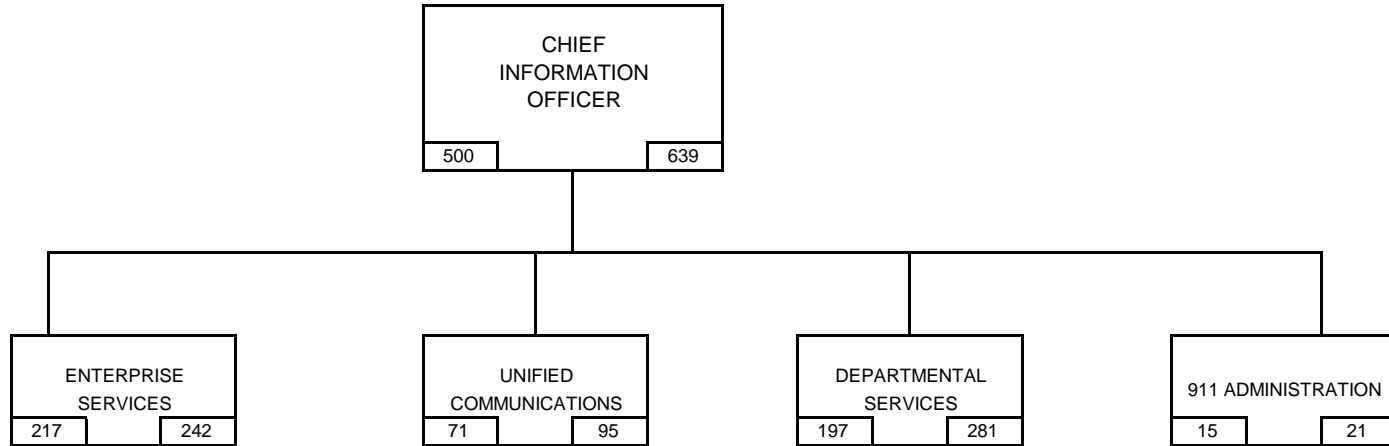 CHIEF
INFORMATION
OFFICER
500 639
ENTERPRISE
SERVICES
217 242
UNIFIED
COMMUNICATIONS
71 95
DEPARTMENTAL
SERVICES
197 281
911 ADMINISTRATION
15 21